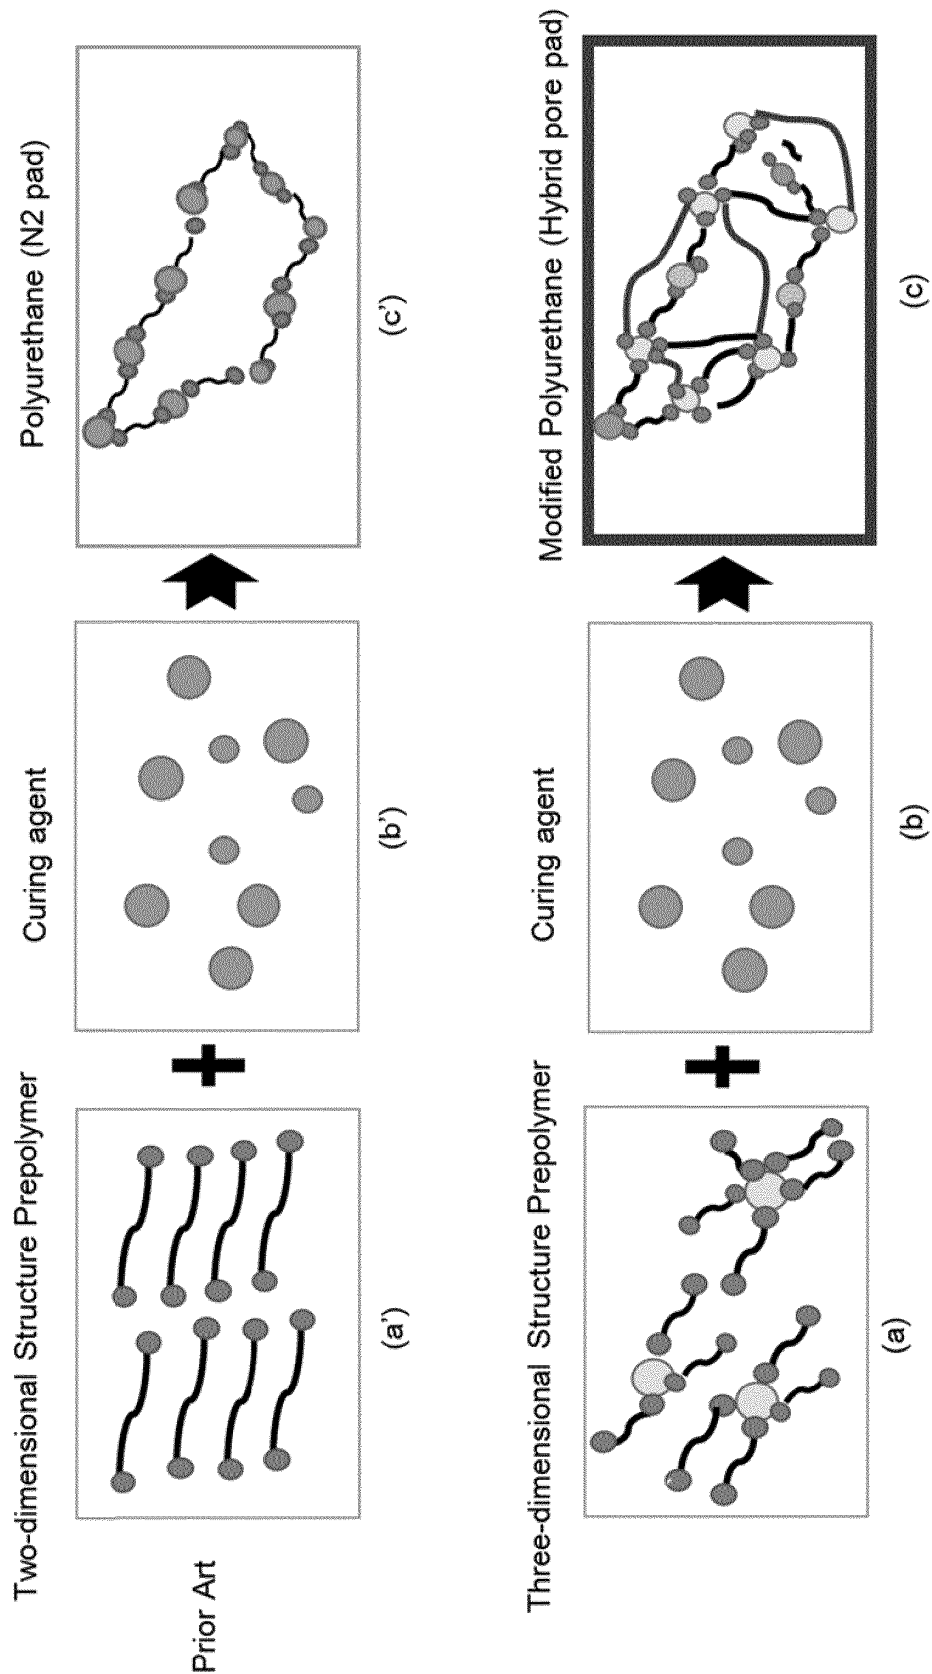 Two-dimensional Structure Prepolymer
Curing agent
Polyurethane (N2 pad)
Prior Art
(a')
(b')
(c')
Three-dimensional Structure Prepolymer
Curing agent
Modified Polyurethane (Hybrid pore pad)
(a)
(b)
(c)